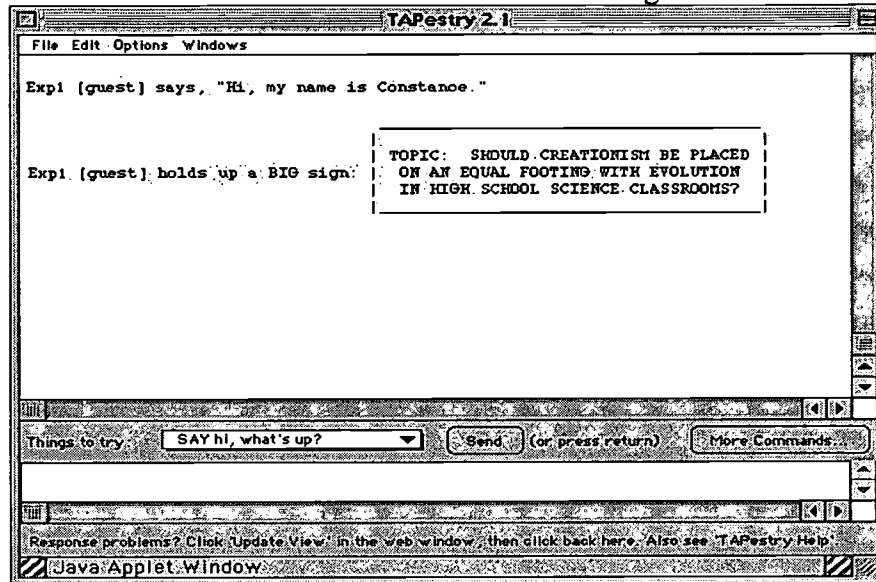 TAPestry 2.1
File Edit Options Windows
Exp1 [guest] says, "Hi, my name is Constance."
Exp1 [guest] holds up a BIG sign:
TOPIC: SHOULD CREATIONISM BE PLACED
ON AN EQUAL FOOTING WITH EVOLUTION
IN HIGH SCHOOL SCIENCE CLASSROOMS?
Things to try: SAY hi, what's up? Send (or press return) More Commands...
Response problems? Click 'Update View' in the web window, then click back here. Also see 'TAPestry Help'.
Java Applet Window